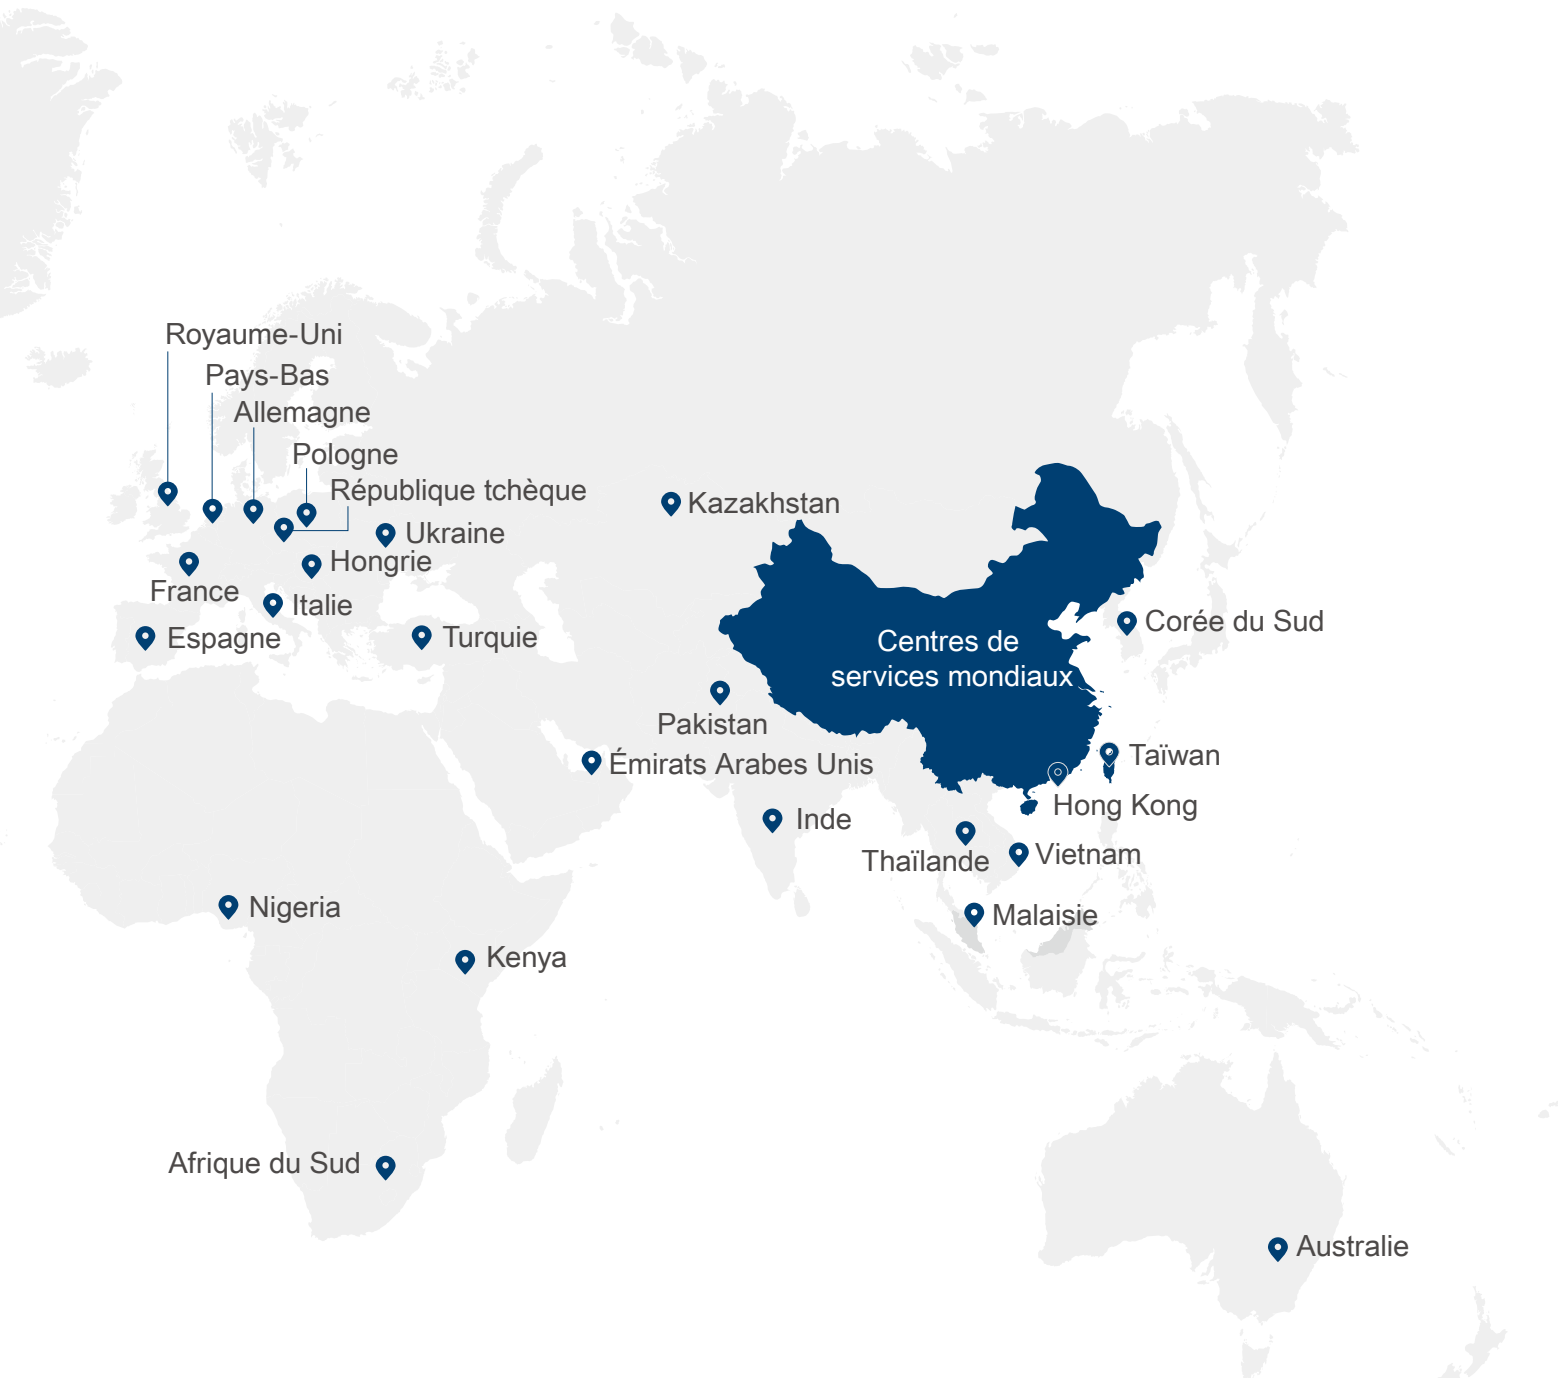 Royaume-Uni
Pays-Bas
Allemagne
Pologne
République tchèque
Kazakhstan
Ukraine
Hongrie
France
Italie
Espagne
Turquie
Corée du Sud
Centres de
services mondiaux
Pakistan
Émirats Arabes Unis
Taïwan
Hong Kong
Inde
Thaïlande
Vietnam
Nigeria
Malaisie
Kenya
Afrique du Sud
Australie